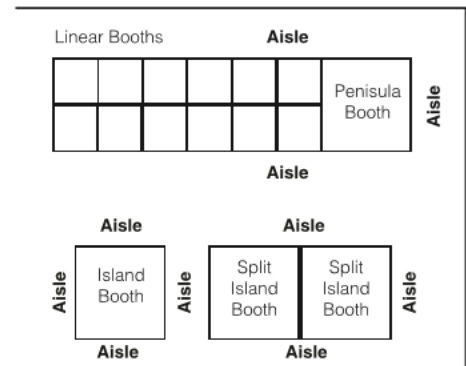 Linear Booths
Aisle
Penisula
Booth
Aisle
Aisle
Aisle
Aisle
Aisle
Island
Booth
Aisle
Split
Island
Booth
Split
Island
Booth
Aisle
Aisle
Aisle